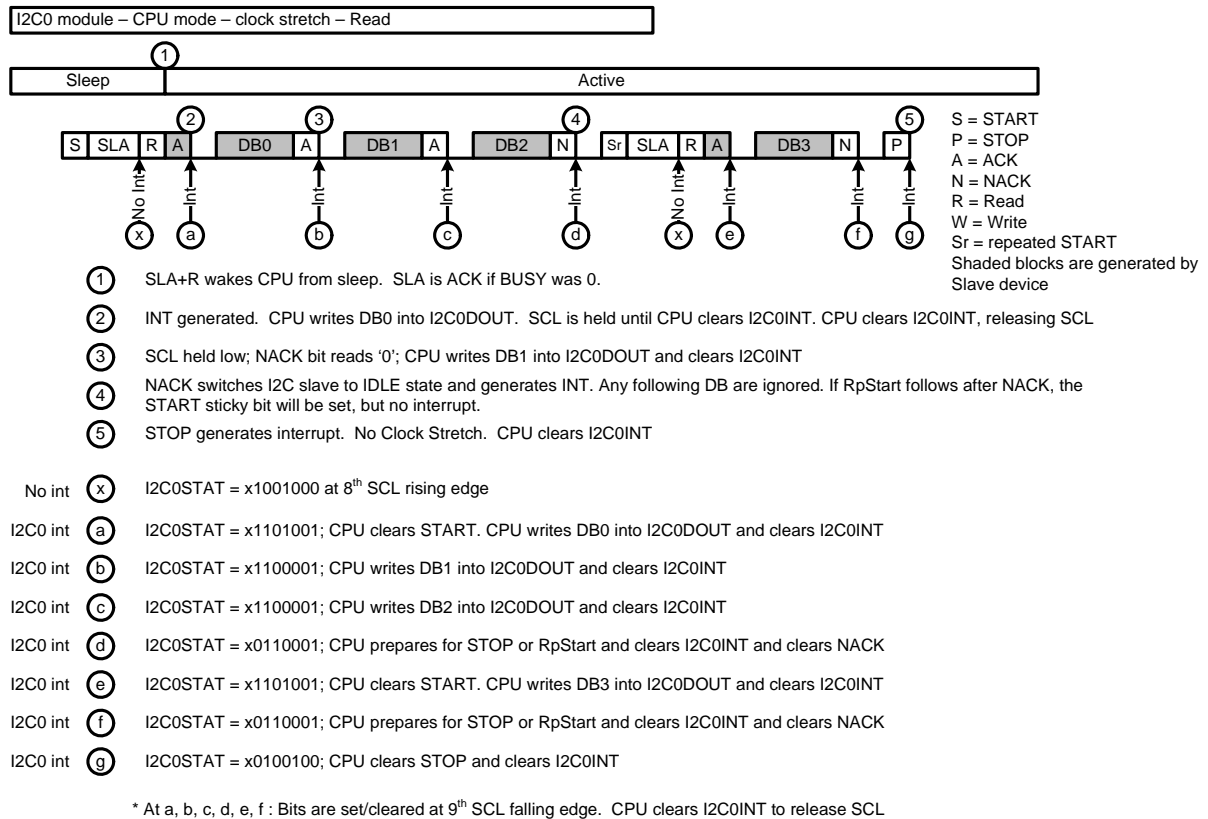 I2C0 module – CPU mode – clock stretch – Read
1
Sleep Active
2 3 4 5
S SLA R A DB0 A DB1 A DB2 N Sr SLA R A DB3 N P
No Int Int Int Int Int No Int Int Int Int
x a b c d x e f g
S = START
P = STOP
A = ACK
N = NACK
R = Read
W = Write
Sr = repeated START
Shaded blocks are generated by
Slave device
1 SLA+R wakes CPU from sleep. SLA is ACK if BUSY was 0.
2 INT generated. CPU writes DB0 into I2C0DOUT. SCL is held until CPU clears I2C0INT. CPU clears I2C0INT, releasing SCL
3 SCL held low; NACK bit reads ‘0’; CPU writes DB1 into I2C0DOUT and clears I2C0INT
4 NACK switches I2C slave to IDLE state and generates INT. Any following DB are ignored. If RpStart follows after NACK, the
START sticky bit will be set, but no interrupt.
5 STOP generates interrupt. No Clock Stretch. CPU clears I2C0INT
No int x I2C0STAT = x1001000 at 8th SCL rising edge
I2C0 int a I2C0STAT = x1101001; CPU clears START. CPU writes DB0 into I2C0DOUT and clears I2C0INT
I2C0 int b I2C0STAT = x1100001; CPU writes DB1 into I2C0DOUT and clears I2C0INT
I2C0 int c I2C0STAT = x1100001; CPU writes DB2 into I2C0DOUT and clears I2C0INT
I2C0 int d I2C0STAT = x0110001; CPU prepares for STOP or RpStart and clears I2C0INT and clears NACK
I2C0 int e I2C0STAT = x1101001; CPU clears START. CPU writes DB3 into I2C0DOUT and clears I2C0INT
I2C0 int f I2C0STAT = x0110001; CPU prepares for STOP or RpStart and clears I2C0INT and clears NACK
I2C0 int g I2C0STAT = x0100100; CPU clears STOP and clears I2C0INT
* At a, b, c, d, e, f : Bits are set/cleared at 9th SCL falling edge. CPU clears I2C0INT to release SCL